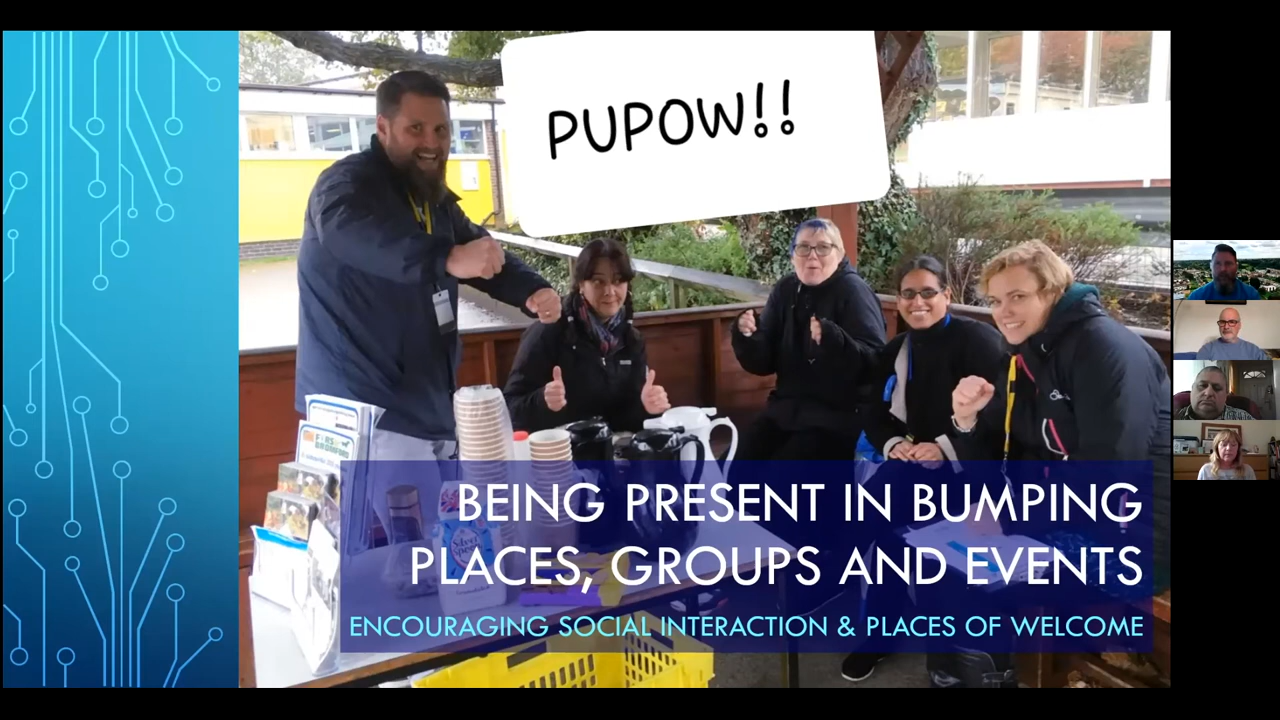 PUPOW!!
BEING PRESENT IN BUMPING
PLACES, GROUPS AND EVENTS
ENCOURAGING SOCIAL INTERACTION & PLACES OF WELCOME